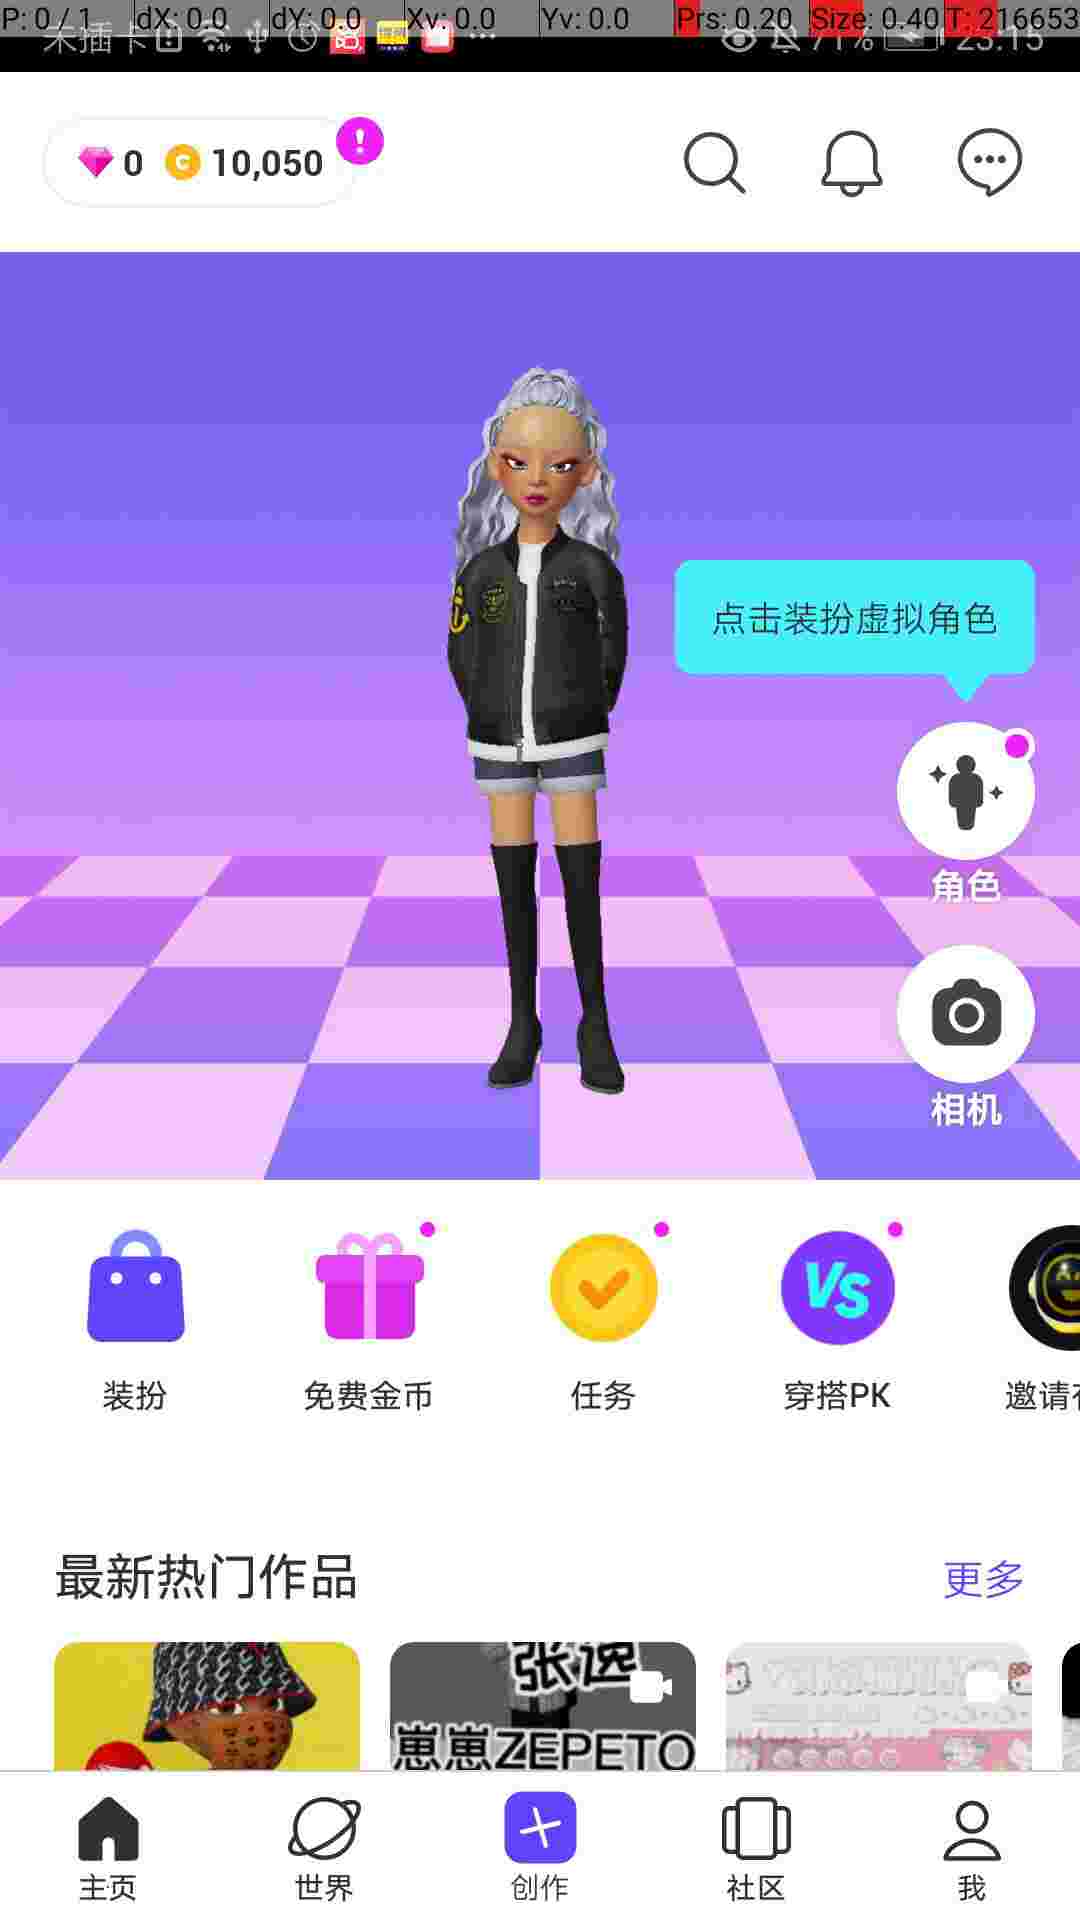 P: 0 / 1 dX: 0.0 dY: 0.0 Xv: 0.0 Yv: 0.0 Prs: 0.20 Size: 0.40 T: 216653
未插卡 71% 23:15
0 10,050
点击装扮虚拟角色
角色
相机
VS
装扮 免费金币 任务 穿搭PK 邀请
最新热门作品 更多
张逸
崽崽ZEPETO
主页 世界 创作 社区 我